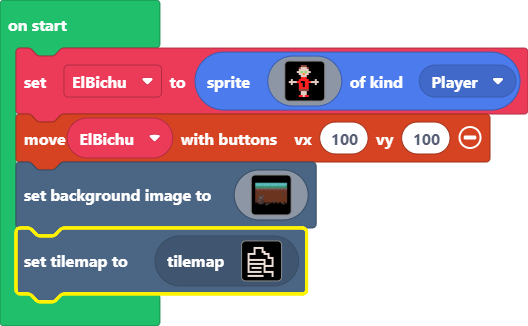 on start
set ElBichu to sprite of kind Player
move ElBichu with buttons vx 100 vy 100
set background image to
set tilemap to tilemap